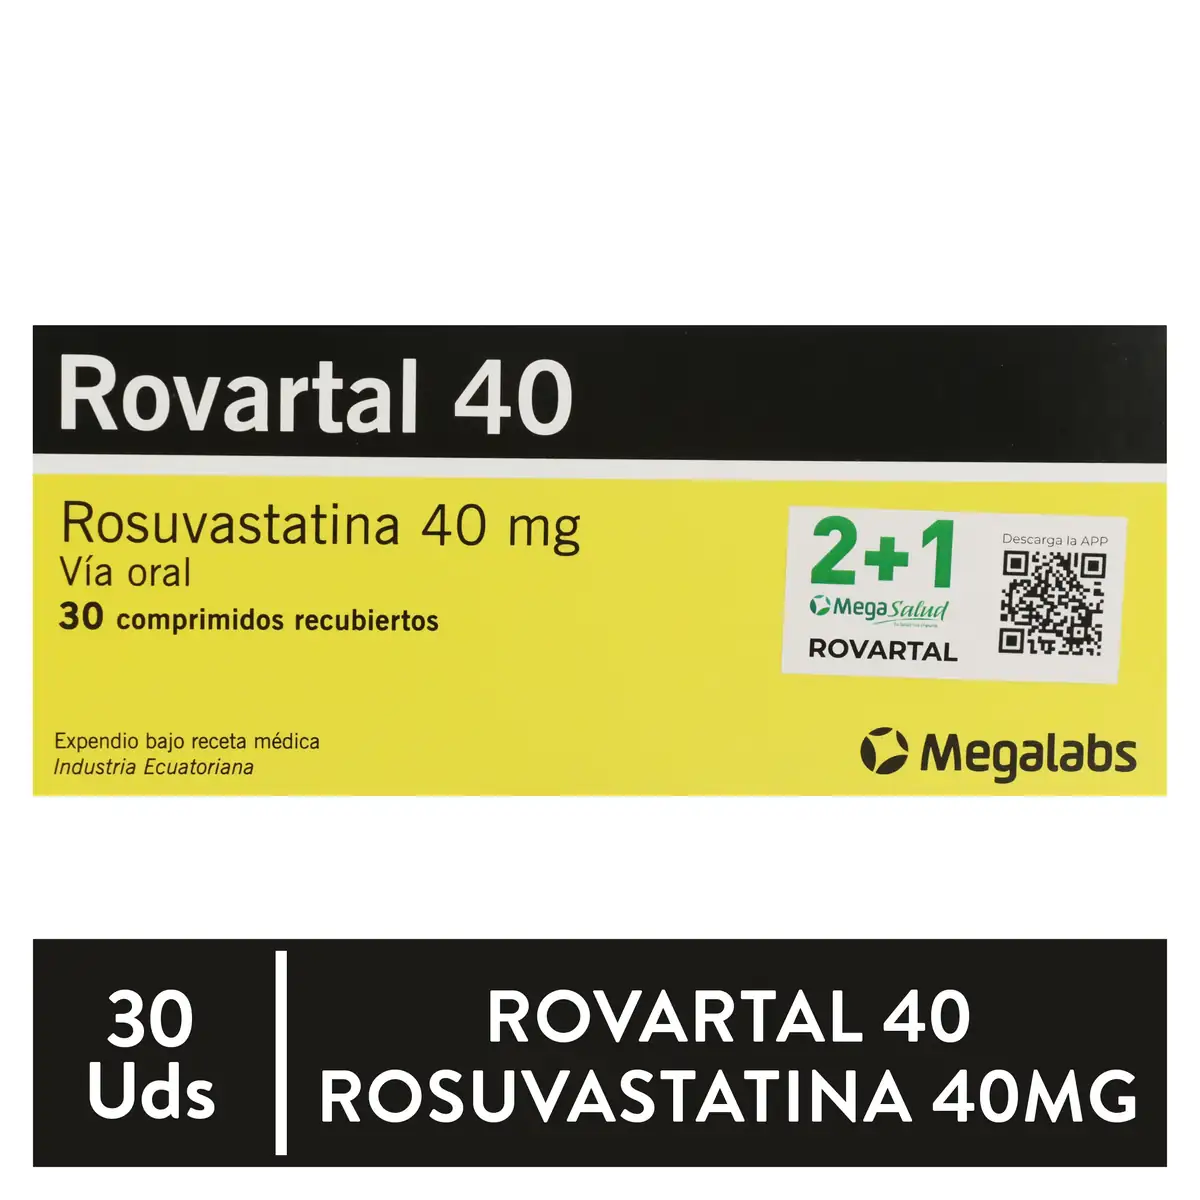 Rovartal 40
Rosuvastatina 40 mg
Vía oral
30 comprimidos recubiertos
2+1
MegaSalud
ROVARTAL
Descarga la APP
Expendio bajo receta médica
Industria Ecuatoriana
Megalabs
30
Uds
ROVARTAL 40
ROSUVASTATINA 40MG